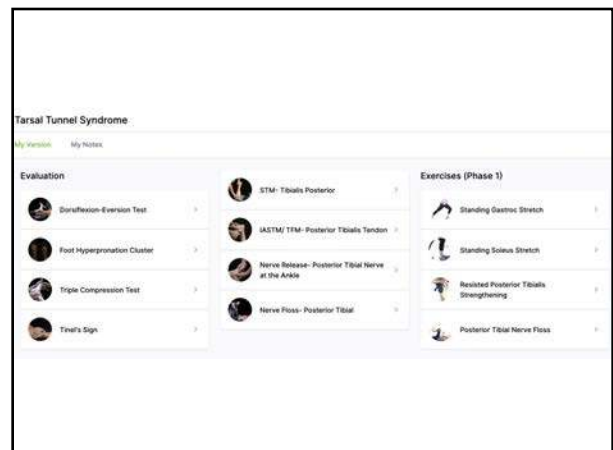 Tarsal Tunnel Syndrome
My Version
My Notes
Evaluation
Dorsiflexion-Eversion Test
Foot Hyperpronation Cluster
Triple Compression Test
Tinel's Sign
STM- Tibialis Posterior
IASTM/ TFM- Posterior Tibialis Tendon
Nerve Release- Posterior Tibial Nerve
at the Ankle
Nerve Floss- Posterior Tibial
Exercises (Phase 1)
Standing Gastroc Stretch
Standing Soleus Stretch
Resisted Posterior Tibialis
Strengthening
Posterior Tibial Nerve Floss